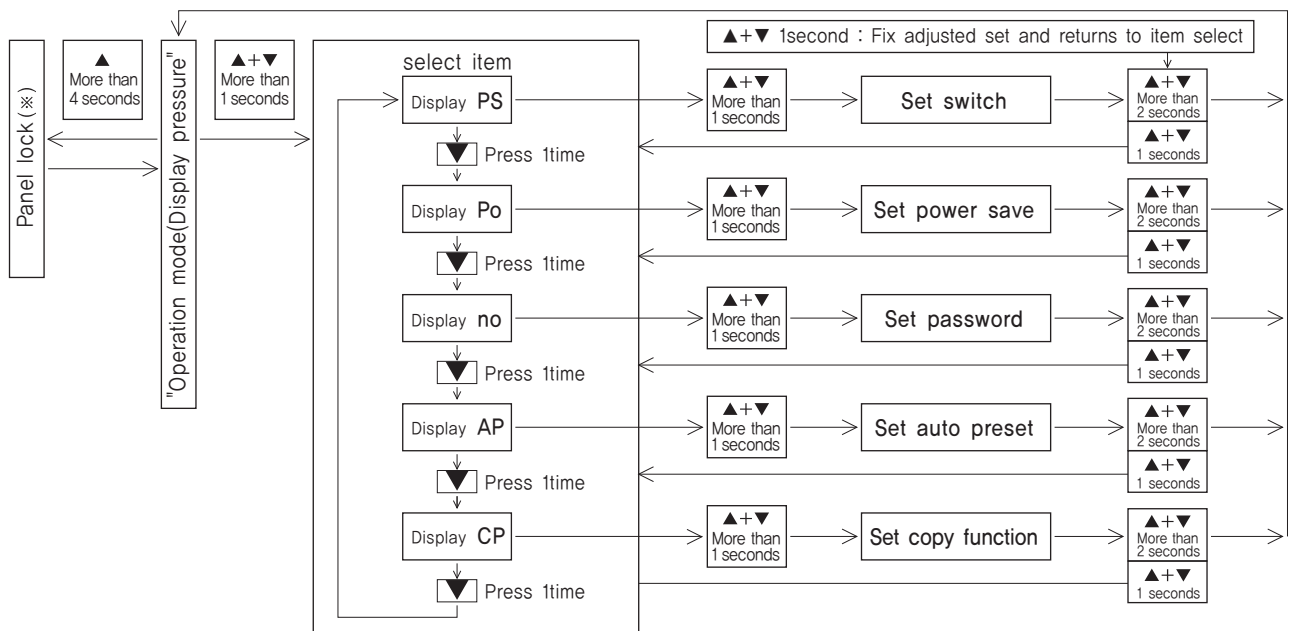 ▲+▼ 1second : Fix adjusted set and returns to item select
Panel lock(※)
▲
More than
4 seconds
"Operation mode(Display pressure"
▲+▼
More than
1 seconds
select item
Display PS
▲+▼
More than
1 seconds
Set switch
▲+▼
More than
2 seconds
▲+▼
1 seconds
▼ Press 1time
Display Po
▲+▼
More than
1 seconds
Set power save
▲+▼
More than
2 seconds
▲+▼
1 seconds
▼ Press 1time
Display no
▲+▼
More than
1 seconds
Set password
▲+▼
More than
2 seconds
▲+▼
1 seconds
▼ Press 1time
Display AP
▲+▼
More than
1 seconds
Set auto preset
▲+▼
More than
2 seconds
▲+▼
1 seconds
▼ Press 1time
Display CP
▲+▼
More than
1 seconds
Set copy function
▲+▼
More than
2 seconds
▲+▼
1 seconds
▼ Press 1time